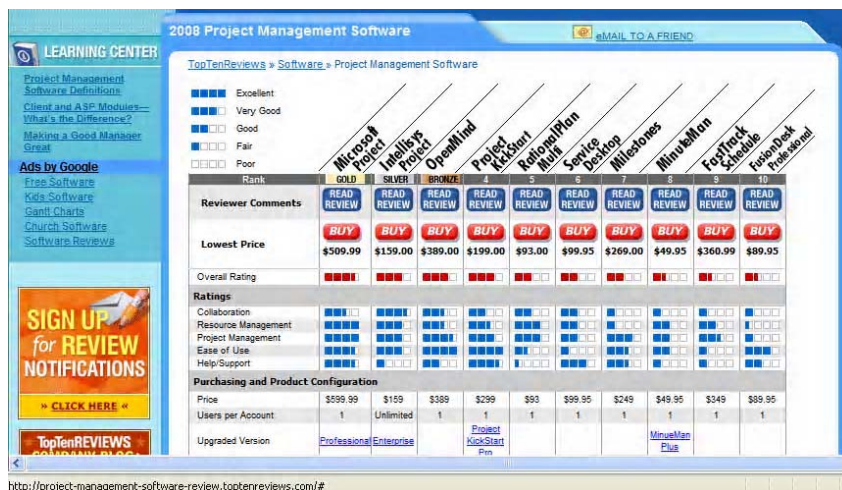 2008 Project Management Software
eMAIL TO A FRIEND
LEARNING CENTER
Project Management
Software Definitions
Client and ASP Modules—
What's the Difference?
Making a Good Manager
Great
Ads by Google
Free Software
Kids Software
Gantt Charts
Church Software
Software Reviews
SIGN UP
for REVIEW
NOTIFICATIONS
» CLICK HERE «
TopTenREVIEWS
COMPANY BLOG
TopTenReviews » Software » Project Management Software
Excellent
Very Good
Good
Fair
Poor
Microsoft Project
Intellisys Project
OpenMind
Project KickStart
RationalPlan Multi
Service Desktop
Milestones
MinuteMan
FastTrack Schedule
FusionDesk Professional
Rank GOLD SILVER BRONZE 4 5 6 7 8 9 10
Reviewer Comments READ REVIEW READ REVIEW READ REVIEW READ REVIEW READ REVIEW READ REVIEW READ REVIEW READ REVIEW READ REVIEW READ REVIEW
BUY BUY BUY BUY BUY BUY BUY BUY BUY BUY
Lowest Price $509.99 $159.00 $389.00 $199.00 $93.00 $99.95 $269.00 $49.95 $360.99 $89.95
Overall Rating
Ratings
Collaboration
Resource Management
Project Management
Ease of Use
Help/Support
Purchasing and Product Configuration
Price $599.99 $159 $389 $299 $93 $99.95 $249 $49.95 $349 $89.95
Users per Account 1 Unlimited 1 1 1 1 1 1 1 1
Upgraded Version Professional Enterprise Project KickStart Pro MinueMan Plus
http://project-management-software-review.toptenreviews.com/#